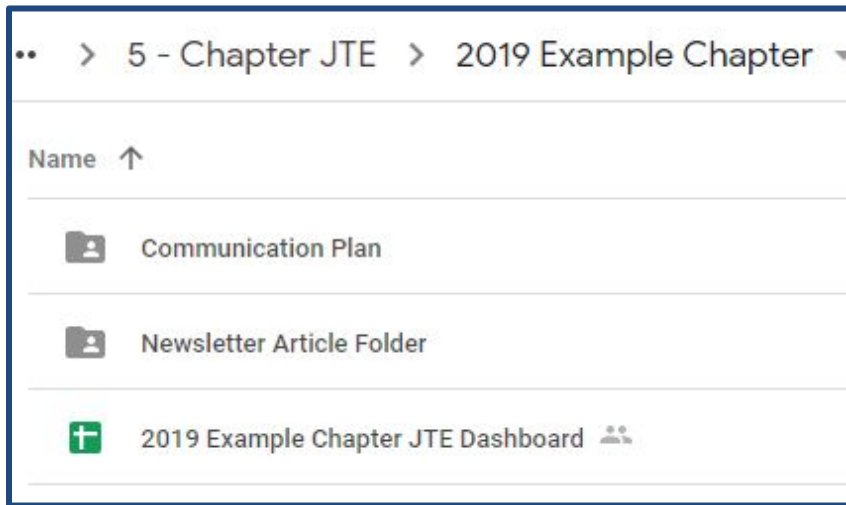 •• > 5 - Chapter JTE > 2019 Example Chapter
Name ↑
Communication Plan
Newsletter Article Folder
2019 Example Chapter JTE Dashboard